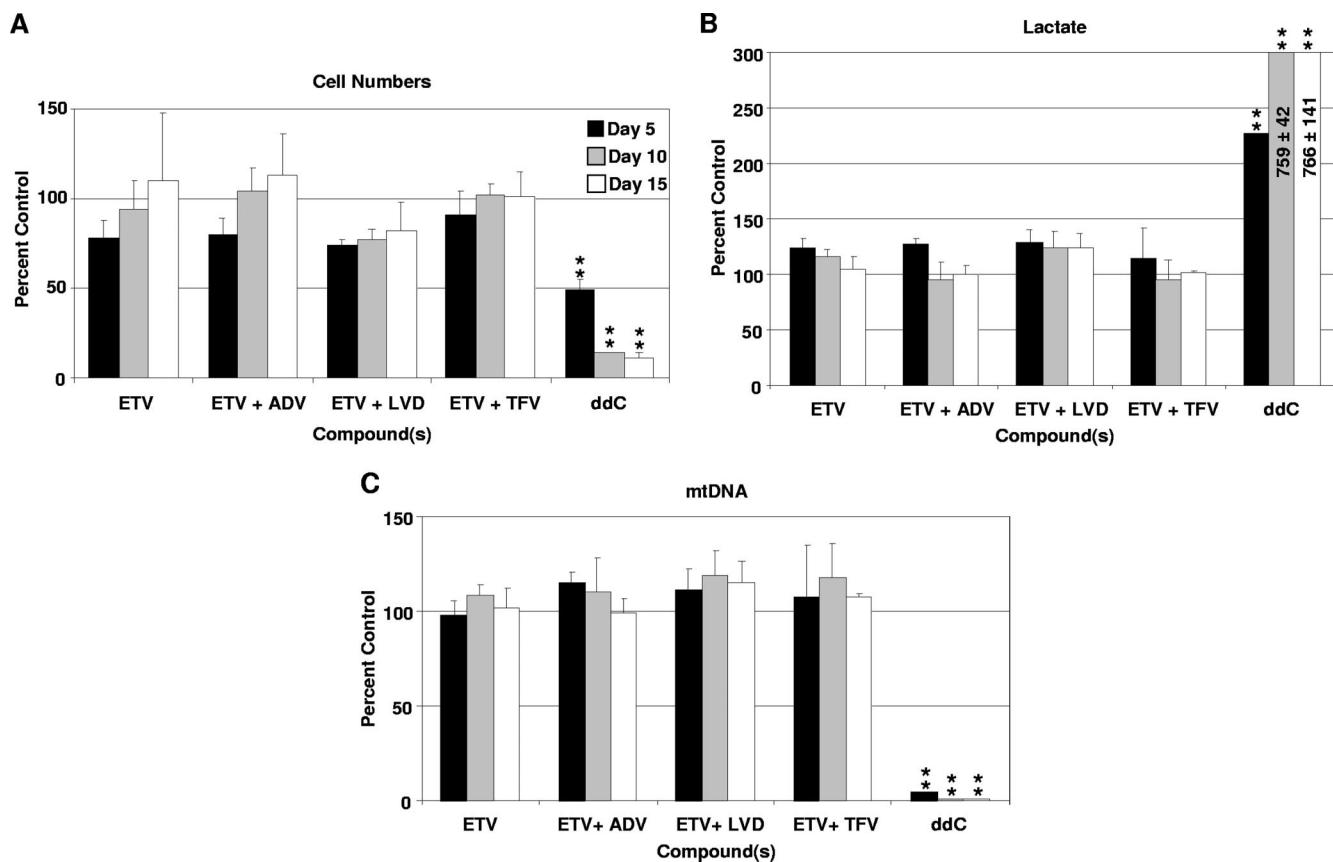 A
Cell Numbers
Percent Control
150
100
50
0
Day 5
Day 10
Day 15
**
**
**
ETV
ETV + ADV
ETV + LVD
ETV + TFV
ddC
Compound(s)
B
Lactate
Percent Control
300
250
200
150
100
50
0
**
**
**
759 ± 42
766 ± 141
ETV
ETV + ADV
ETV + LVD
ETV + TFV
ddC
Compound(s)
C
mtDNA
Percent Control
150
100
50
0
**
**
**
ETV
ETV+ ADV
ETV+ LVD
ETV+ TFV
ddC
Compound(s)